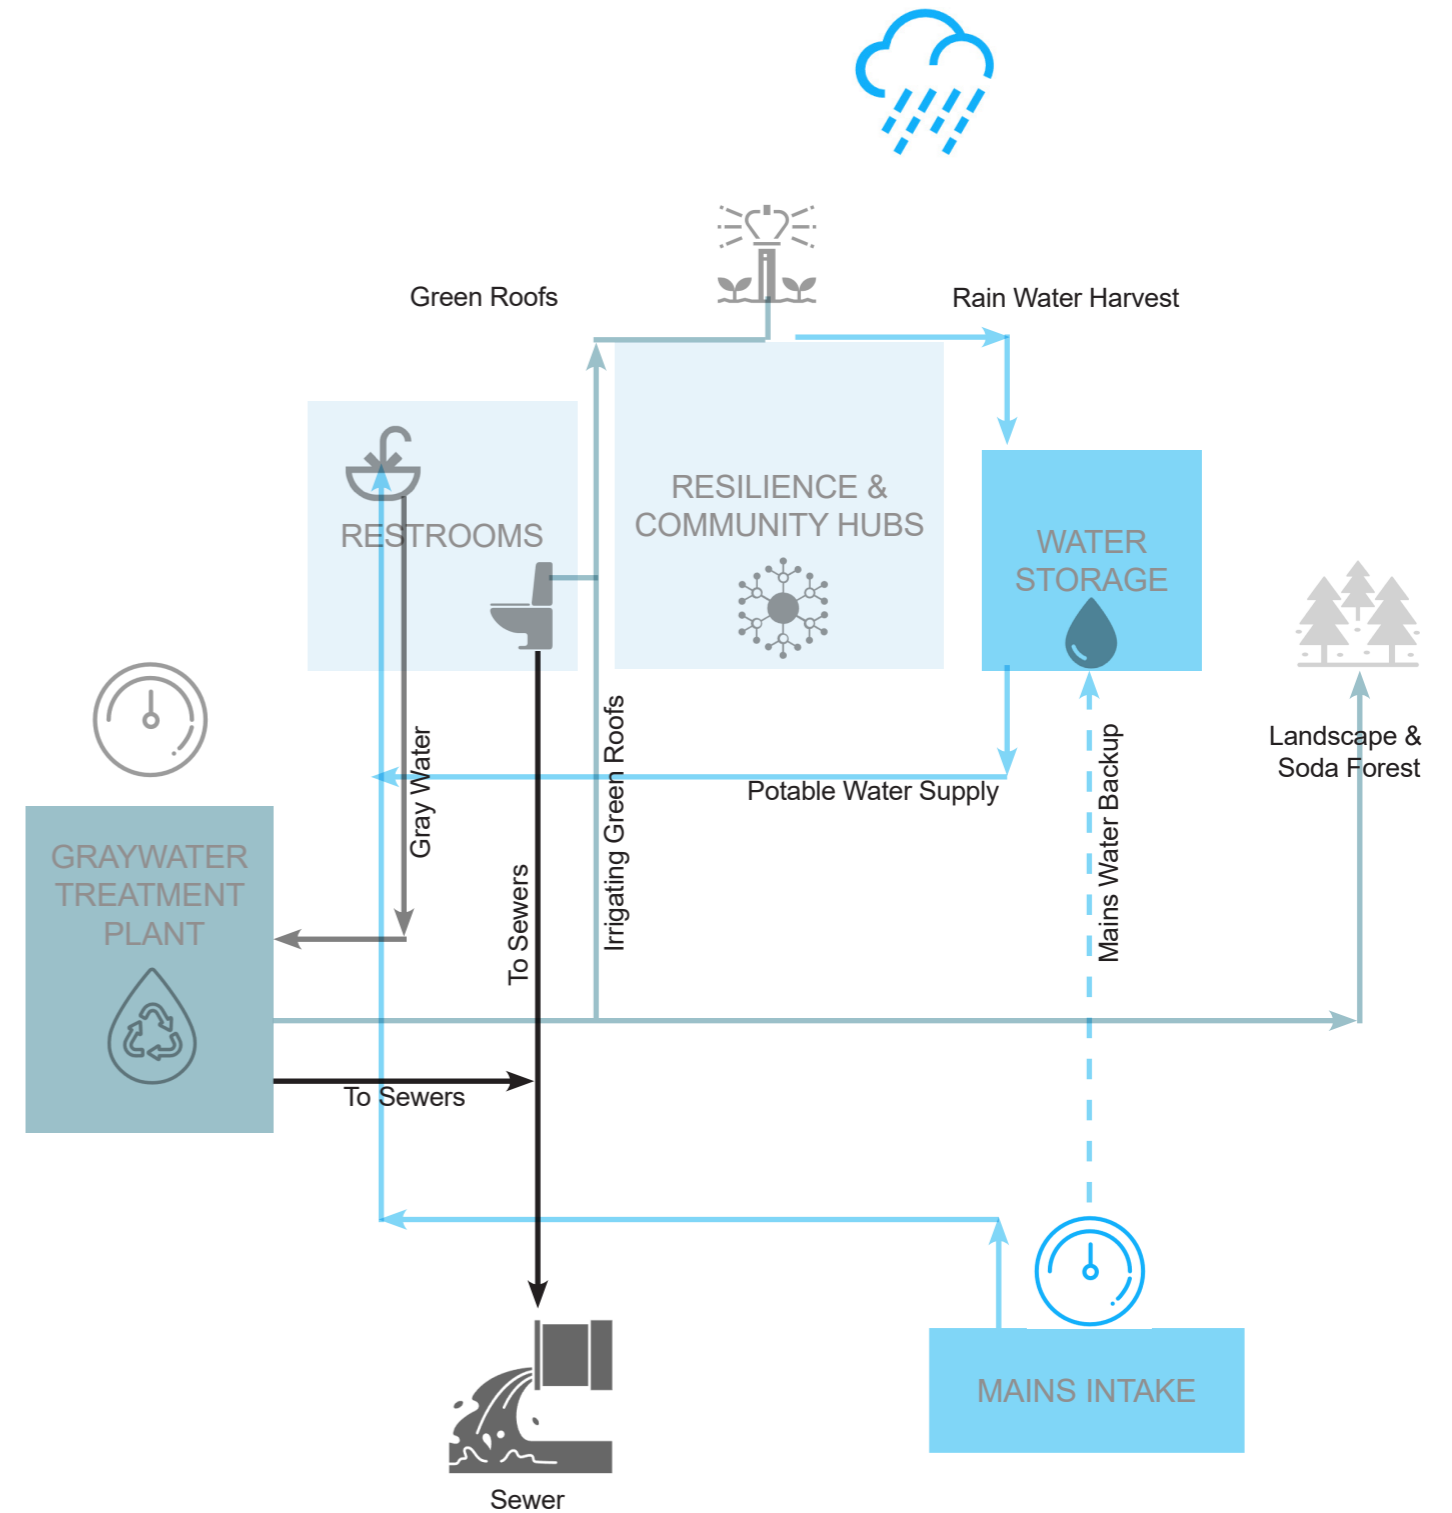 Green Roofs
Rain Water Harvest
RESTROOMS
RESILIENCE &
COMMUNITY HUBS
WATER
STORAGE
Landscape &
Soda Forest
Gray Water
Irrigating Green Roofs
Potable Water Supply
Mains Water Backup
GRAYWATER
TREATMENT
PLANT
To Sewers
To Sewers
MAINS INTAKE
Sewer